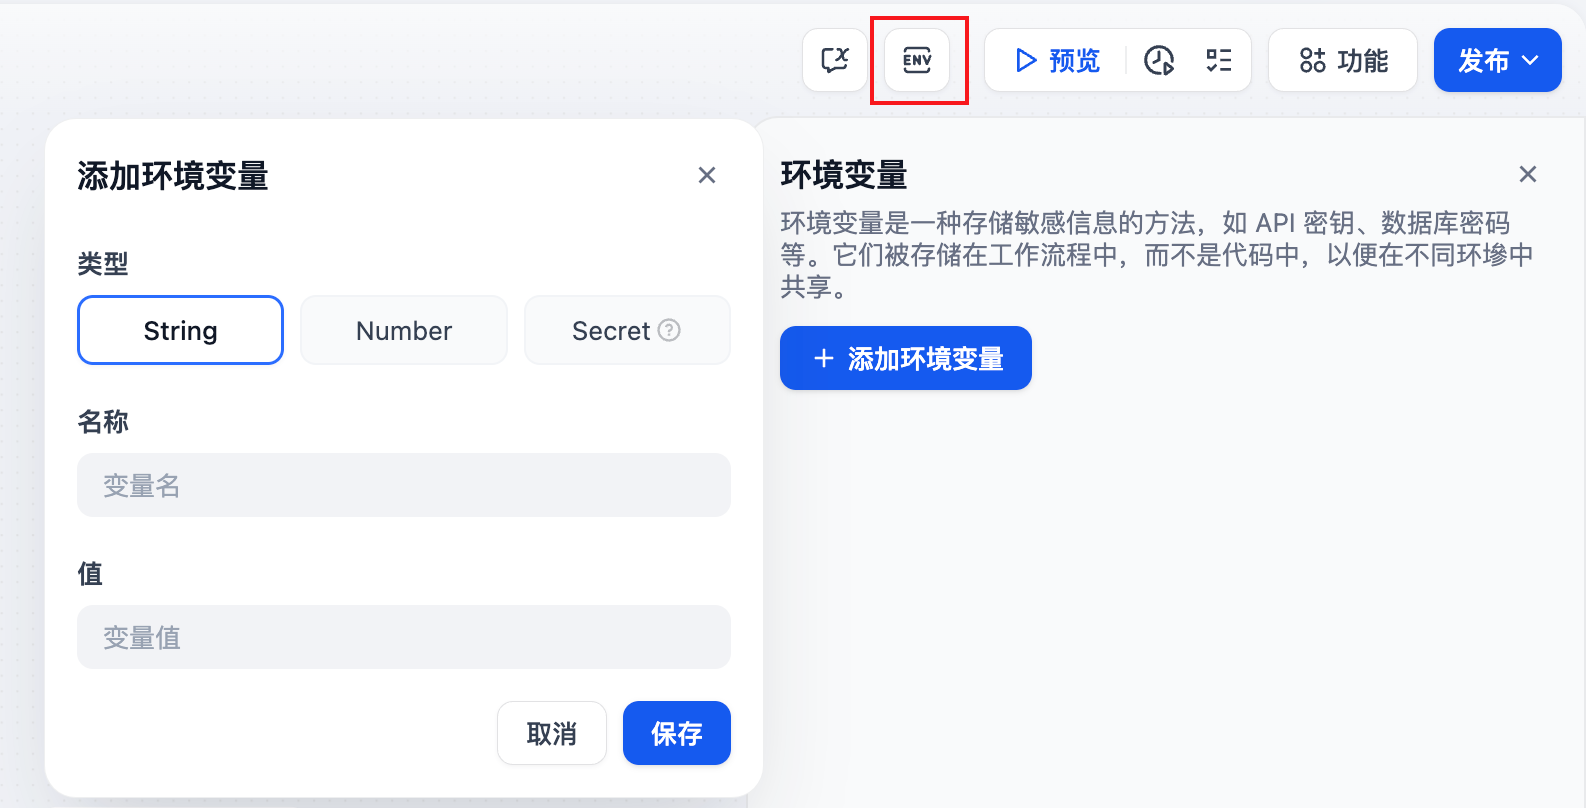 ENV
预览
功能
发布
添加环境变量
类型
String
Number
Secret
名称
变量名
值
变量值
取消
保存
环境变量
环境变量是一种存储敏感信息的方法，如 API 密钥、数据库密码
等。它们被存储在工作流程中，而不是代码中，以便在不同环墋中
共享。
+ 添加环境变量